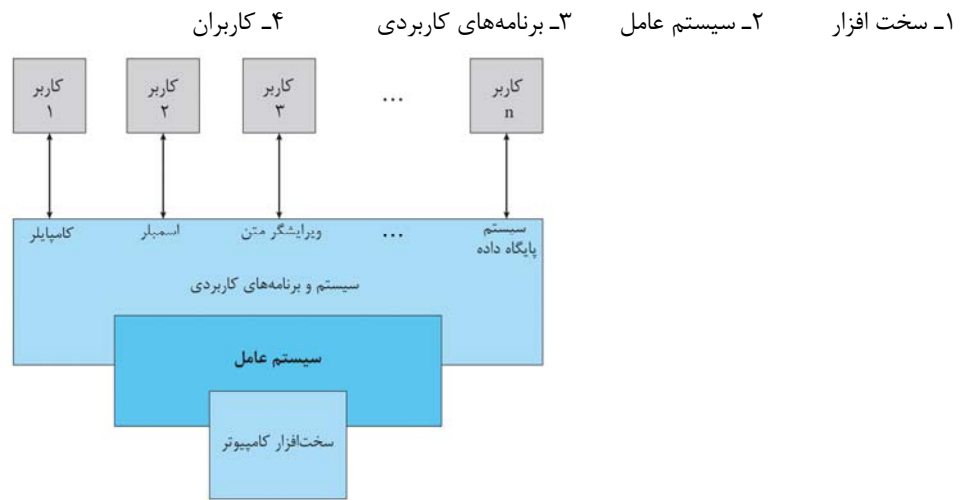 ۱ـ سخت افزار ۲ـ سیستم عامل ۳ـ برنامه‌های کاربردی ۴ـ کاربران
کاربر
۱
کاربر
۲
کاربر
۳
...
کاربر
n
کامپایلر
اسمبلر
ویرایشگر متن
...
سیستم
پایگاه داده
سیستم و برنامه‌های کاربردی
سیستم عامل
سخت‌افزار کامپیوتر